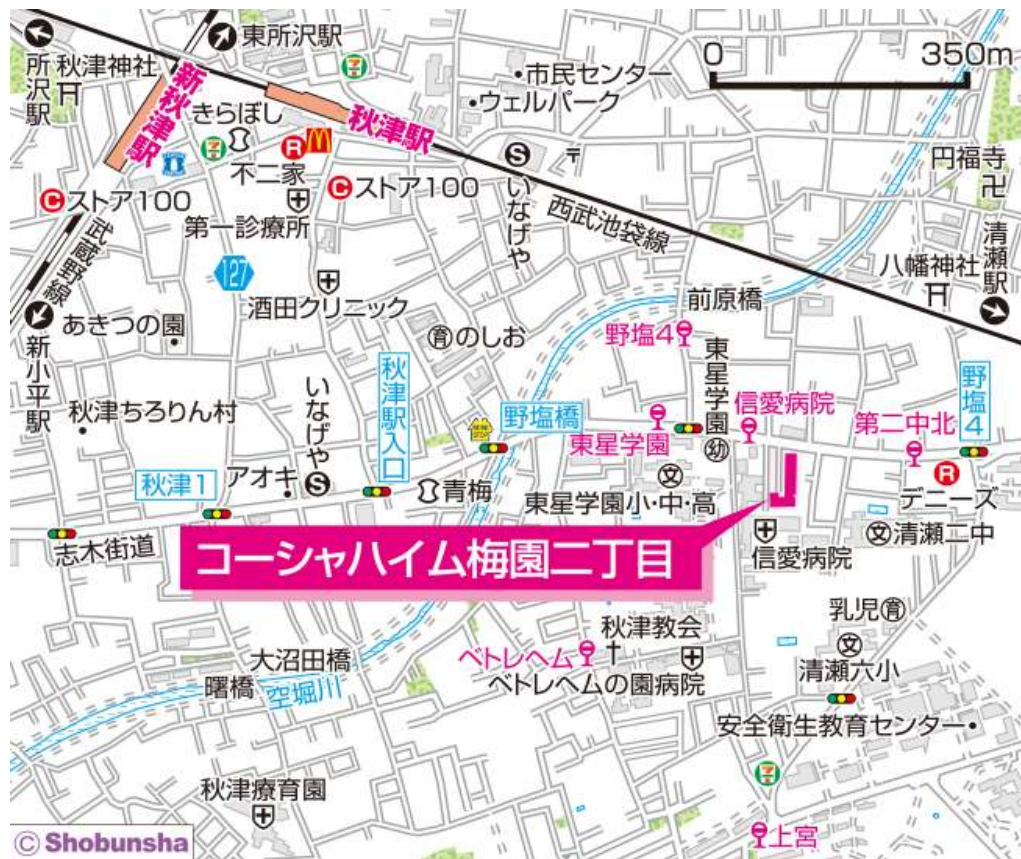 東所沢駅
0 350m
所沢駅
秋津神社
新秋津駅
きらぼし
秋津駅
・市民センター
・ウェルパーク
R
不二家
S
いなげや
〒
円福寺
卍
C ストア100
C ストア100
第一診療所
武蔵野線
西武池袋線
清瀬駅
八幡神社
127
酒田クリニック
前原橋
新小平駅
あきつの園
育 のしお
野塩4
東星学園
幼
秋津ちろりん村
いなげや
S
秋津駅入口
野塩橋
東星学園
信愛病院
第二中北
野塩4
秋津1
アオキ
青梅
文
東星学園小・中・高
R
デニーズ
志木街道
コーシャハイム梅園二丁目
信愛病院
文 清瀬二中
乳児 育
文
清瀬六小
秋津教会
ベトレヘム
ベトレヘムの園病院
大沼田橋
曙橋
空堀川
安全衛生教育センター・
秋津療育園
上宮
© Shobunsha